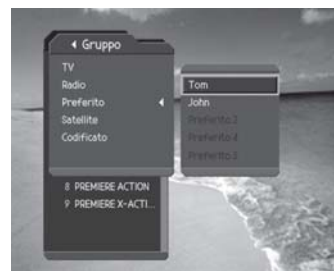 Gruppo
TV
Radio
Preferito
Satellite
Codificato
Tom
John
Preferito 3
Preferito 4
Preferito 5
8 PREMIERE ACTION
9 PREMIERE X-ACTI...